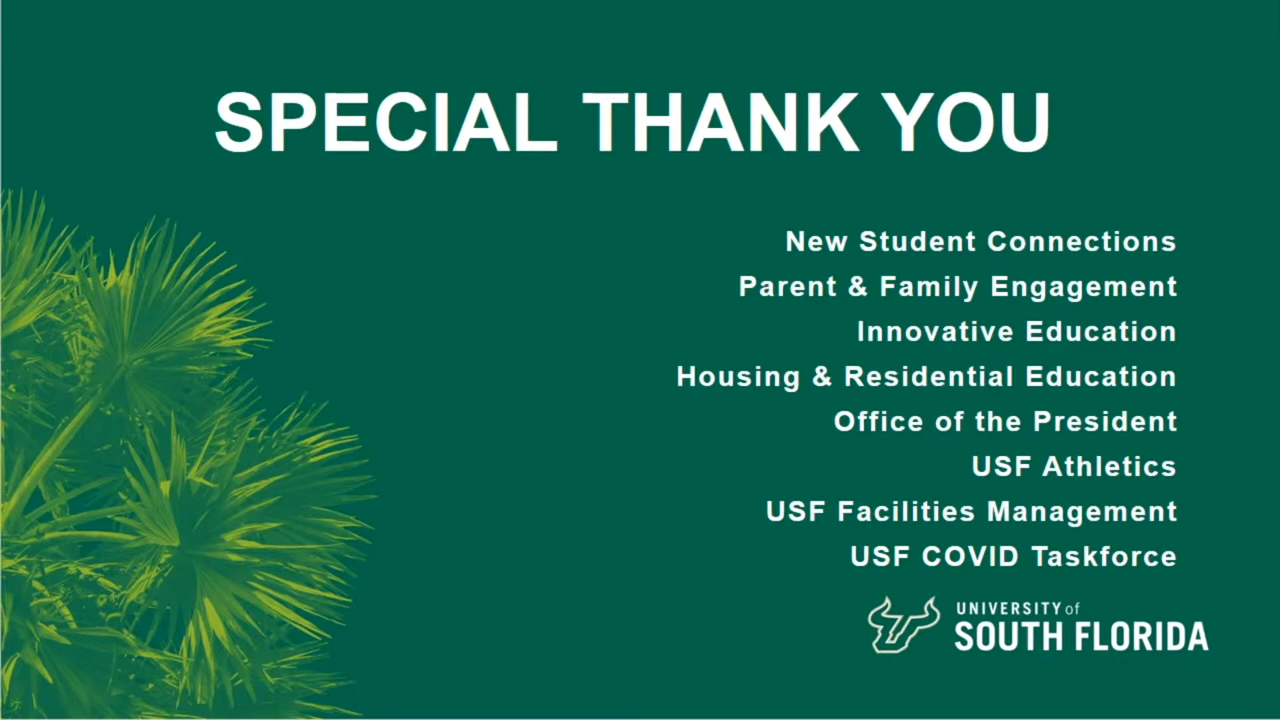 SPECIAL THANK YOU
New Student Connections
Parent & Family Engagement
Innovative Education
Housing & Residential Education
Office of the President
USF Athletics
USF Facilities Management
USF COVID Taskforce
UNIVERSITY of
SOUTH FLORIDA